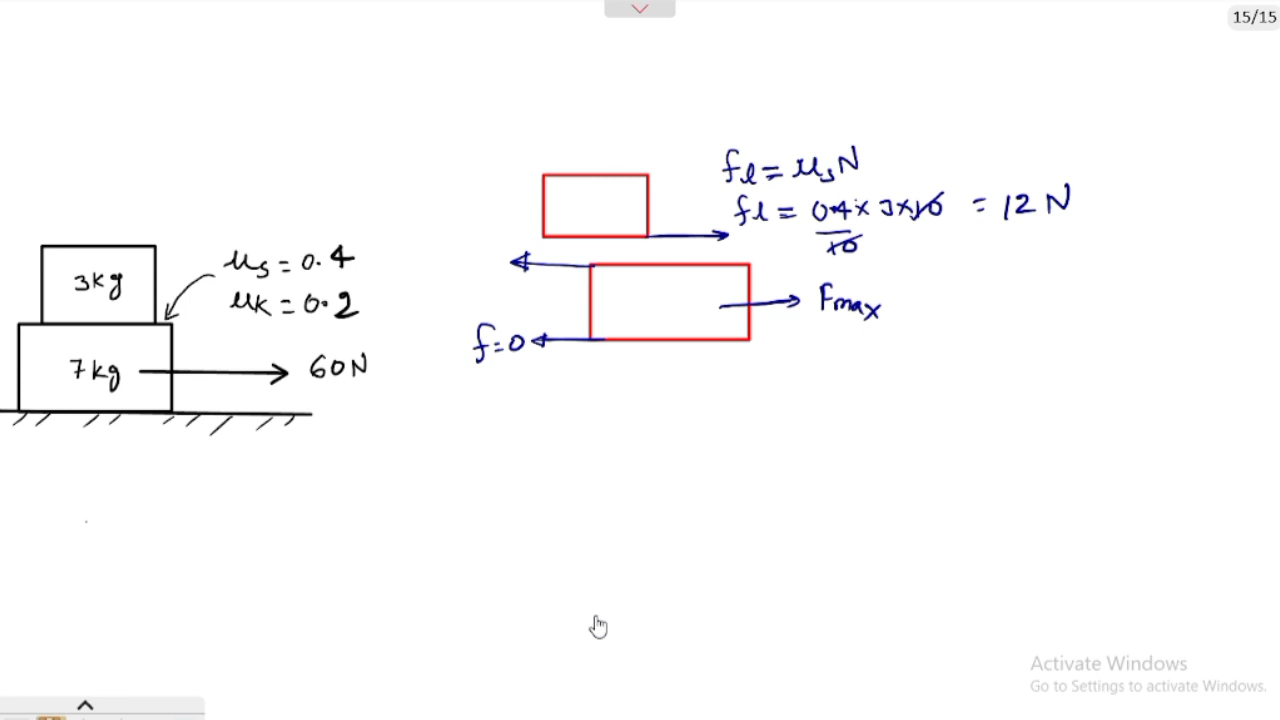 15/15
fl = μsN
fl = 0.4 × 3×10 = 12 N
10
3kg
μs = 0.4
μK = 0.2
Fmax
f=0
7kg
60N
Activate Windows
Go to Settings to activate Windows.